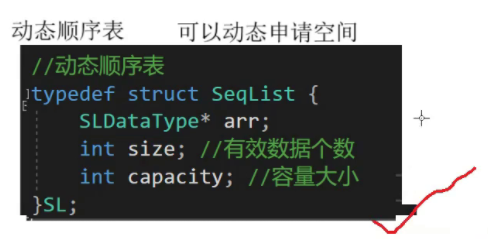 动态顺序表 可以动态申请空间
//动态顺序表
typedef struct SeqList {
SLDataType* arr;
int size; //有效数据个数
int capacity; //容量大小
}SL;